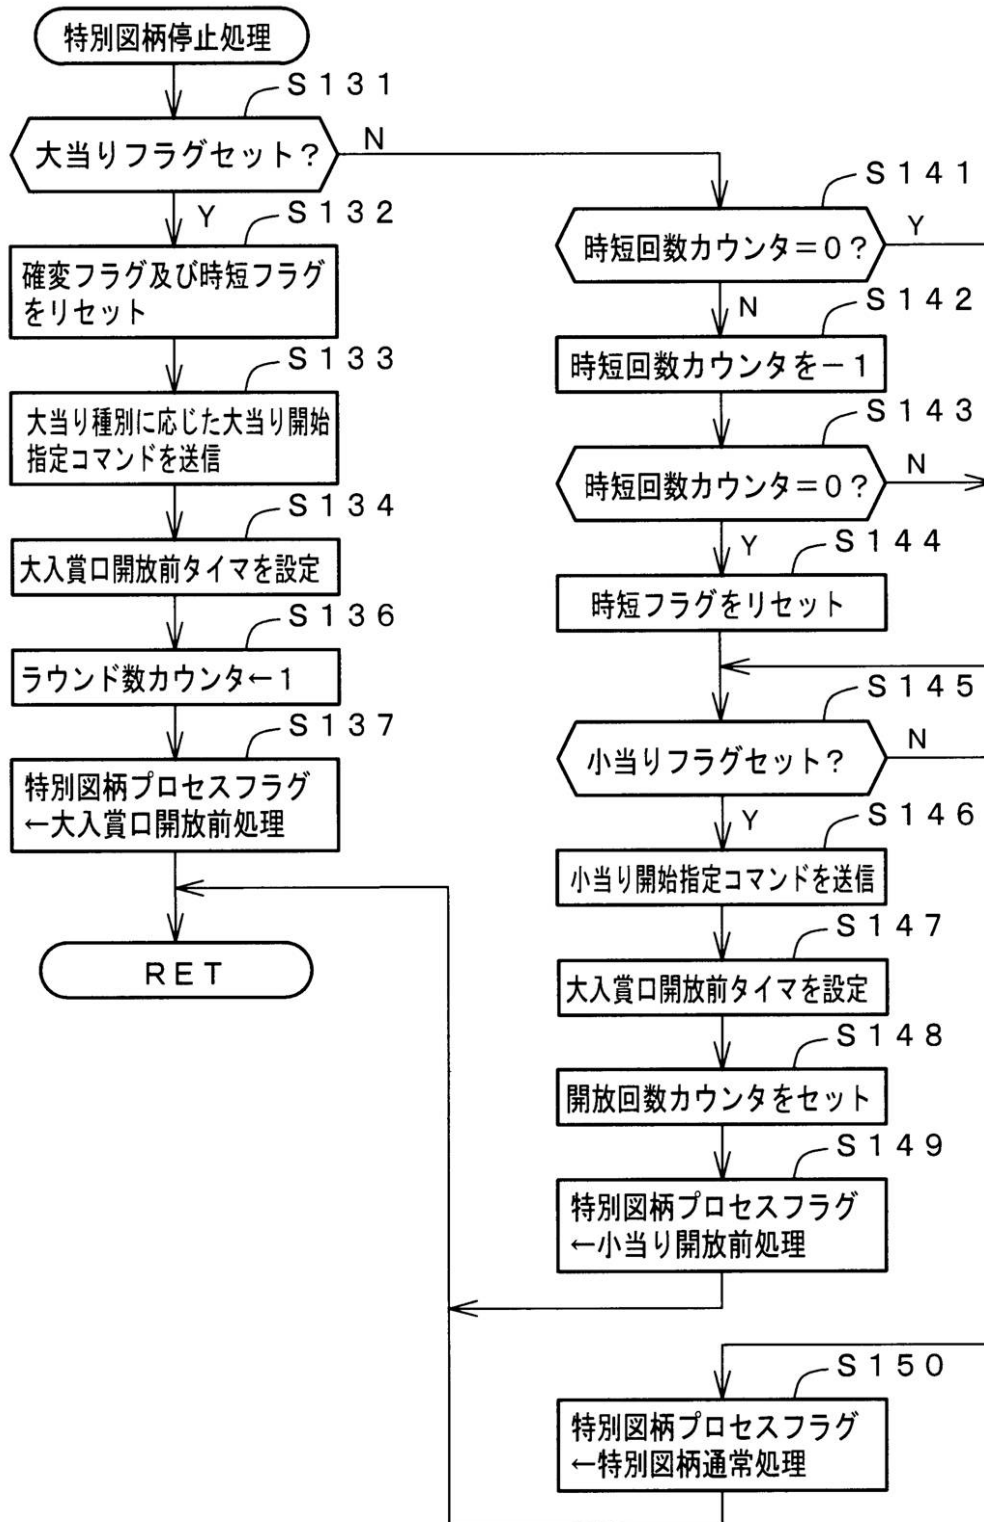 特別図柄停止処理
S131
大当りフラグセット?
N
Y
S132
確変フラグ及び時短フラグ
をリセット
S133
大当り種別に応じた大当り開始
指定コマンドを送信
S134
大入賞口開放前タイマを設定
S136
ラウンド数カウンタ←1
S137
特別図柄プロセスフラグ
←大入賞口開放前処理
RET
S141
時短回数カウンタ=0?
Y
N
S142
時短回数カウンタを-1
S143
時短回数カウンタ=0?
N
Y
S144
時短フラグをリセット
S145
小当りフラグセット?
N
Y
S146
小当り開始指定コマンドを送信
S147
大入賞口開放前タイマを設定
S148
開放回数カウンタをセット
S149
特別図柄プロセスフラグ
←小当り開放前処理
S150
特別図柄プロセスフラグ
←特別図柄通常処理